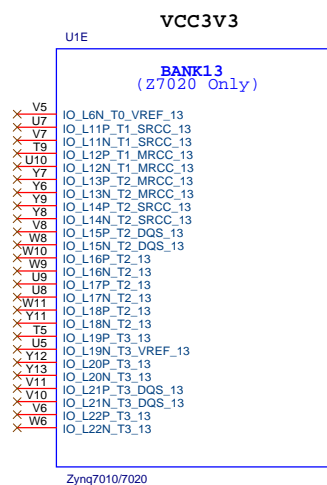 VCC3V3
U1E
BANK13
(Z7020 Only)
V5 IO_L6N_T0_VREF_13
U7 IO_L11P_T1_SRCC_13
V7 IO_L11N_T1_SRCC_13
T9 IO_L12P_T1_MRCC_13
U10 IO_L12N_T1_MRCC_13
Y7 IO_L13P_T2_MRCC_13
Y6 IO_L13N_T2_MRCC_13
Y9 IO_L14P_T2_SRCC_13
Y8 IO_L14N_T2_SRCC_13
V8 IO_L15P_T2_DQS_13
W8 IO_L15N_T2_DQS_13
W10 IO_L16P_T2_13
W9 IO_L16N_T2_13
U9 IO_L17P_T2_13
U8 IO_L17N_T2_13
W11 IO_L18P_T2_13
Y11 IO_L18N_T2_13
T5 IO_L19P_T3_13
U5 IO_L19N_T3_VREF_13
Y12 IO_L20P_T3_13
Y13 IO_L20N_T3_13
V11 IO_L21P_T3_DQS_13
V10 IO_L21N_T3_DQS_13
V6 IO_L22P_T3_13
W6 IO_L22N_T3_13
Zynq7010/7020